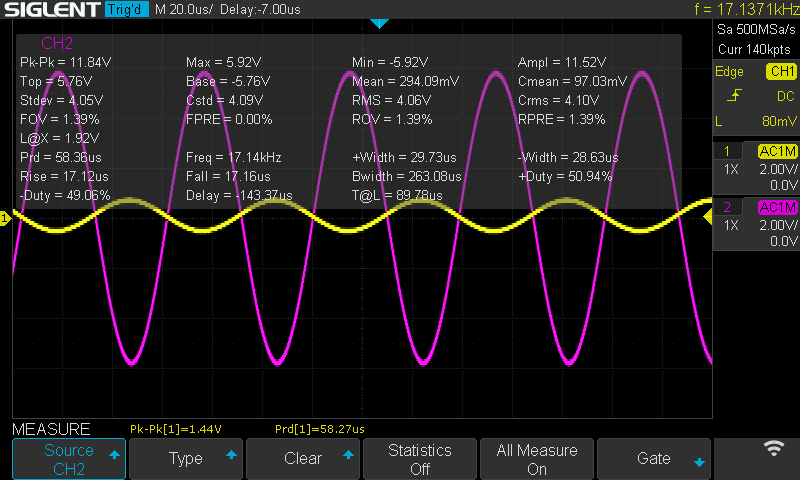 SIGLENT Trig'd M 20.0us/ Delay:-7.00us f = 17.1371kHz
Sa 500MSa/s
Curr 140kpts
CH2
Pk-Pk = 11.84V Max = 5.92V Min = -5.92V Ampl = 11.52V
Top = 5.76V Base = -5.76V Mean = 294.09mV Cmean = 97.03mV
Stdev = 4.05V Cstd = 4.09V RMS = 4.06V Crms = 4.10V
FOV = 1.39% FPRE = 0.00% ROV = 1.39% RPRE = 1.39%
L@X = 1.92V
Prd = 58.36us Freq = 17.14kHz +Width = 29.73us -Width = 28.63us
Rise = 17.12us Fall = 17.16us Bwidth = 263.08us +Duty = 50.94%
-Duty = 49.06% Delay = -143.37us T@L = 89.78us
Edge CH1
DC
L 80mV
1 AC1M
1X 2.00V/
0.0V
2 AC1M
1X 2.00V/
0.0V
1
MEASURE Pk-Pk[1]=1.44V Prd[1]=58.27us
Source
CH2
Type
Clear
Statistics
Off
All Measure
On
Gate